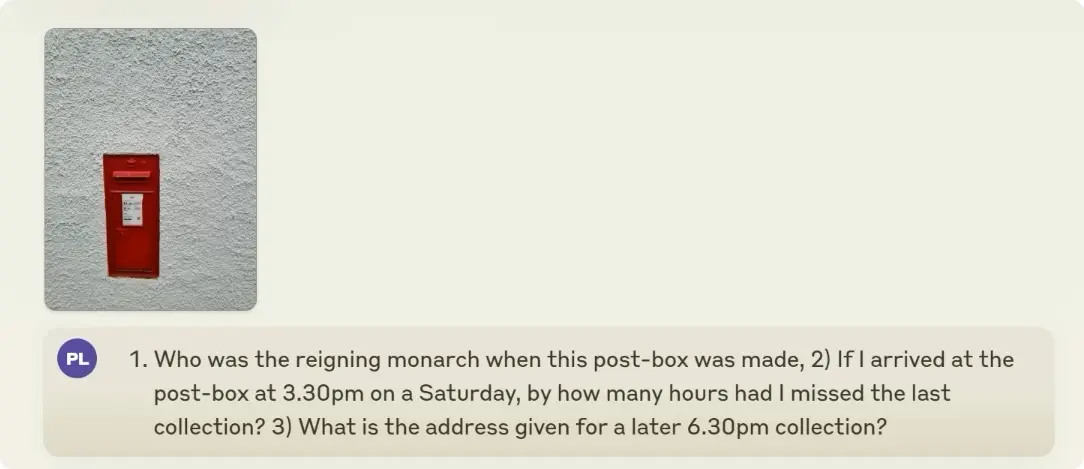 PL
1. Who was the reigning monarch when this post-box was made, 2) If I arrived at the
post-box at 3.30pm on a Saturday, by how many hours had I missed the last
collection? 3) What is the address given for a later 6.30pm collection?